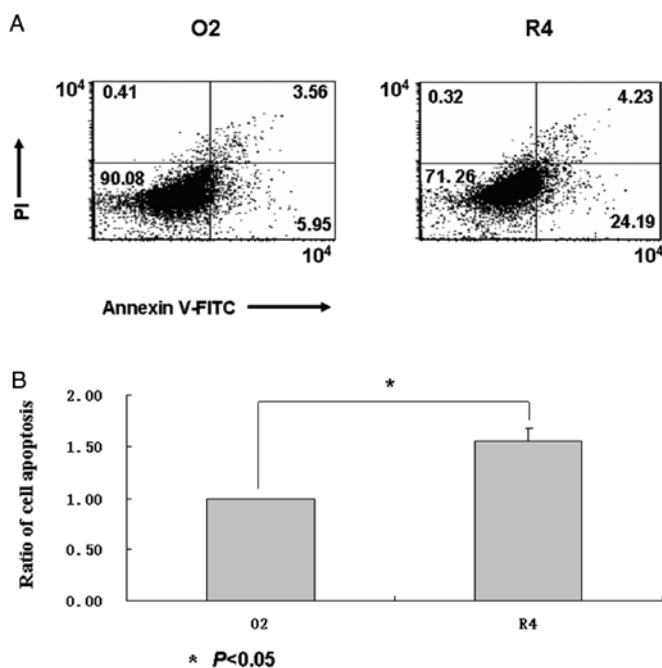 A
O2
R4
10⁴
0.41
3.56
90.08
5.95
10⁴
PI
10⁴
0.32
4.23
71.26
24.19
10⁴
Annexin V-FITC
B
Ratio of cell apoptosis
2.00
1.50
1.00
0.50
0.00
*
O2
R4
* P<0.05